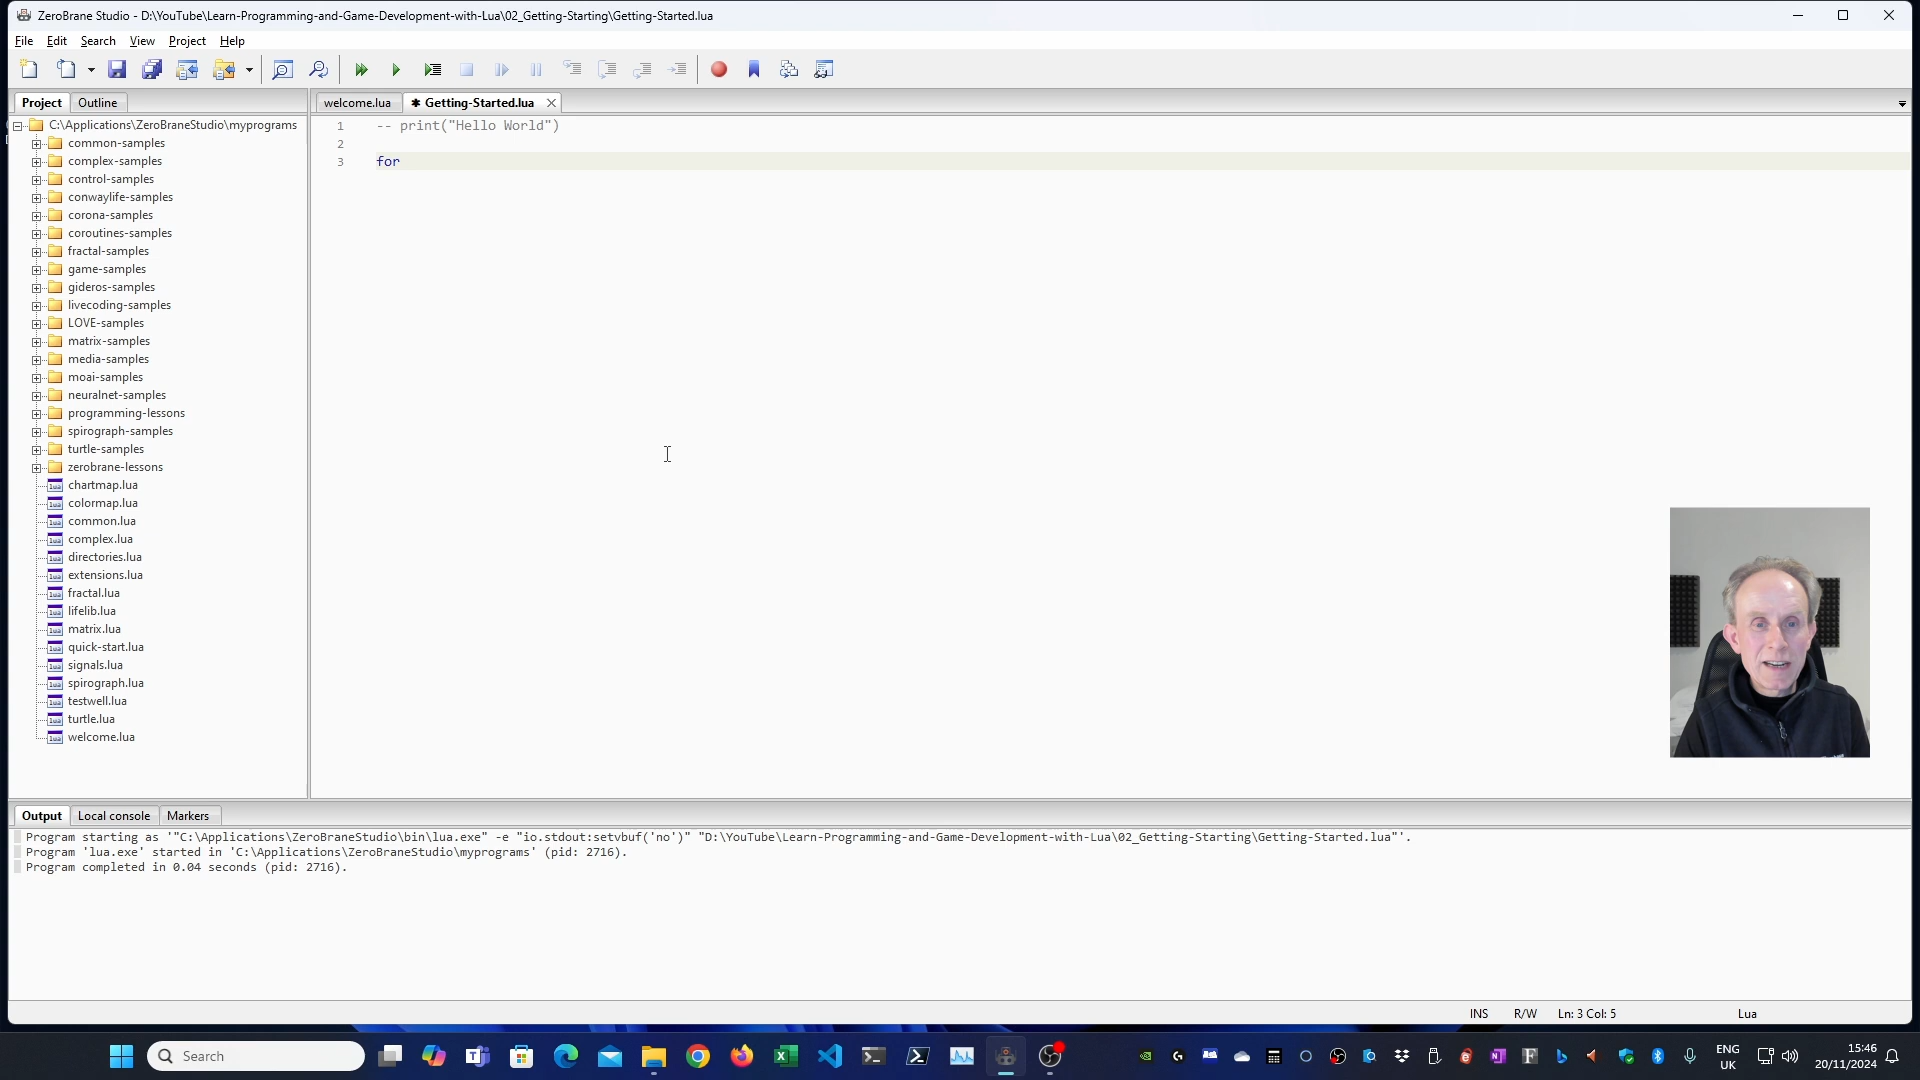 ZeroBrane Studio - D:\YouTube\Learn-Programming-and-Game-Development-with-Lua\02_Getting-Starting\Getting-Started.lua
File Edit Search View Project Help
Project Outline
welcome.lua ✱ Getting-Started.lua
C:\Applications\ZeroBraneStudio\myprograms
common-samples
complex-samples
control-samples
conwaylife-samples
corona-samples
coroutines-samples
fractal-samples
game-samples
gideros-samples
livecoding-samples
LOVE-samples
matrix-samples
media-samples
moai-samples
neuralnet-samples
programming-lessons
spirograph-samples
turtle-samples
zerobrane-lessons
chartmap.lua
colormap.lua
common.lua
complex.lua
directories.lua
extensions.lua
fractal.lua
lifelib.lua
matrix.lua
quick-start.lua
signals.lua
spirograph.lua
testwell.lua
turtle.lua
welcome.lua
1 -- print("Hello World")
2
3 for
Output Local console Markers
Program starting as '"C:\Applications\ZeroBraneStudio\bin\lua.exe" -e "io.stdout:setvbuf('no')" "D:\YouTube\Learn-Programming-and-Game-Development-with-Lua\02_Getting-Starting\Getting-Started.lua"'.
Program 'lua.exe' started in 'C:\Applications\ZeroBraneStudio\myprograms' (pid: 2716).
Program completed in 0.04 seconds (pid: 2716).
INS R/W Ln: 3 Col: 5 Lua
Search
ENG
UK
15:46
20/11/2024